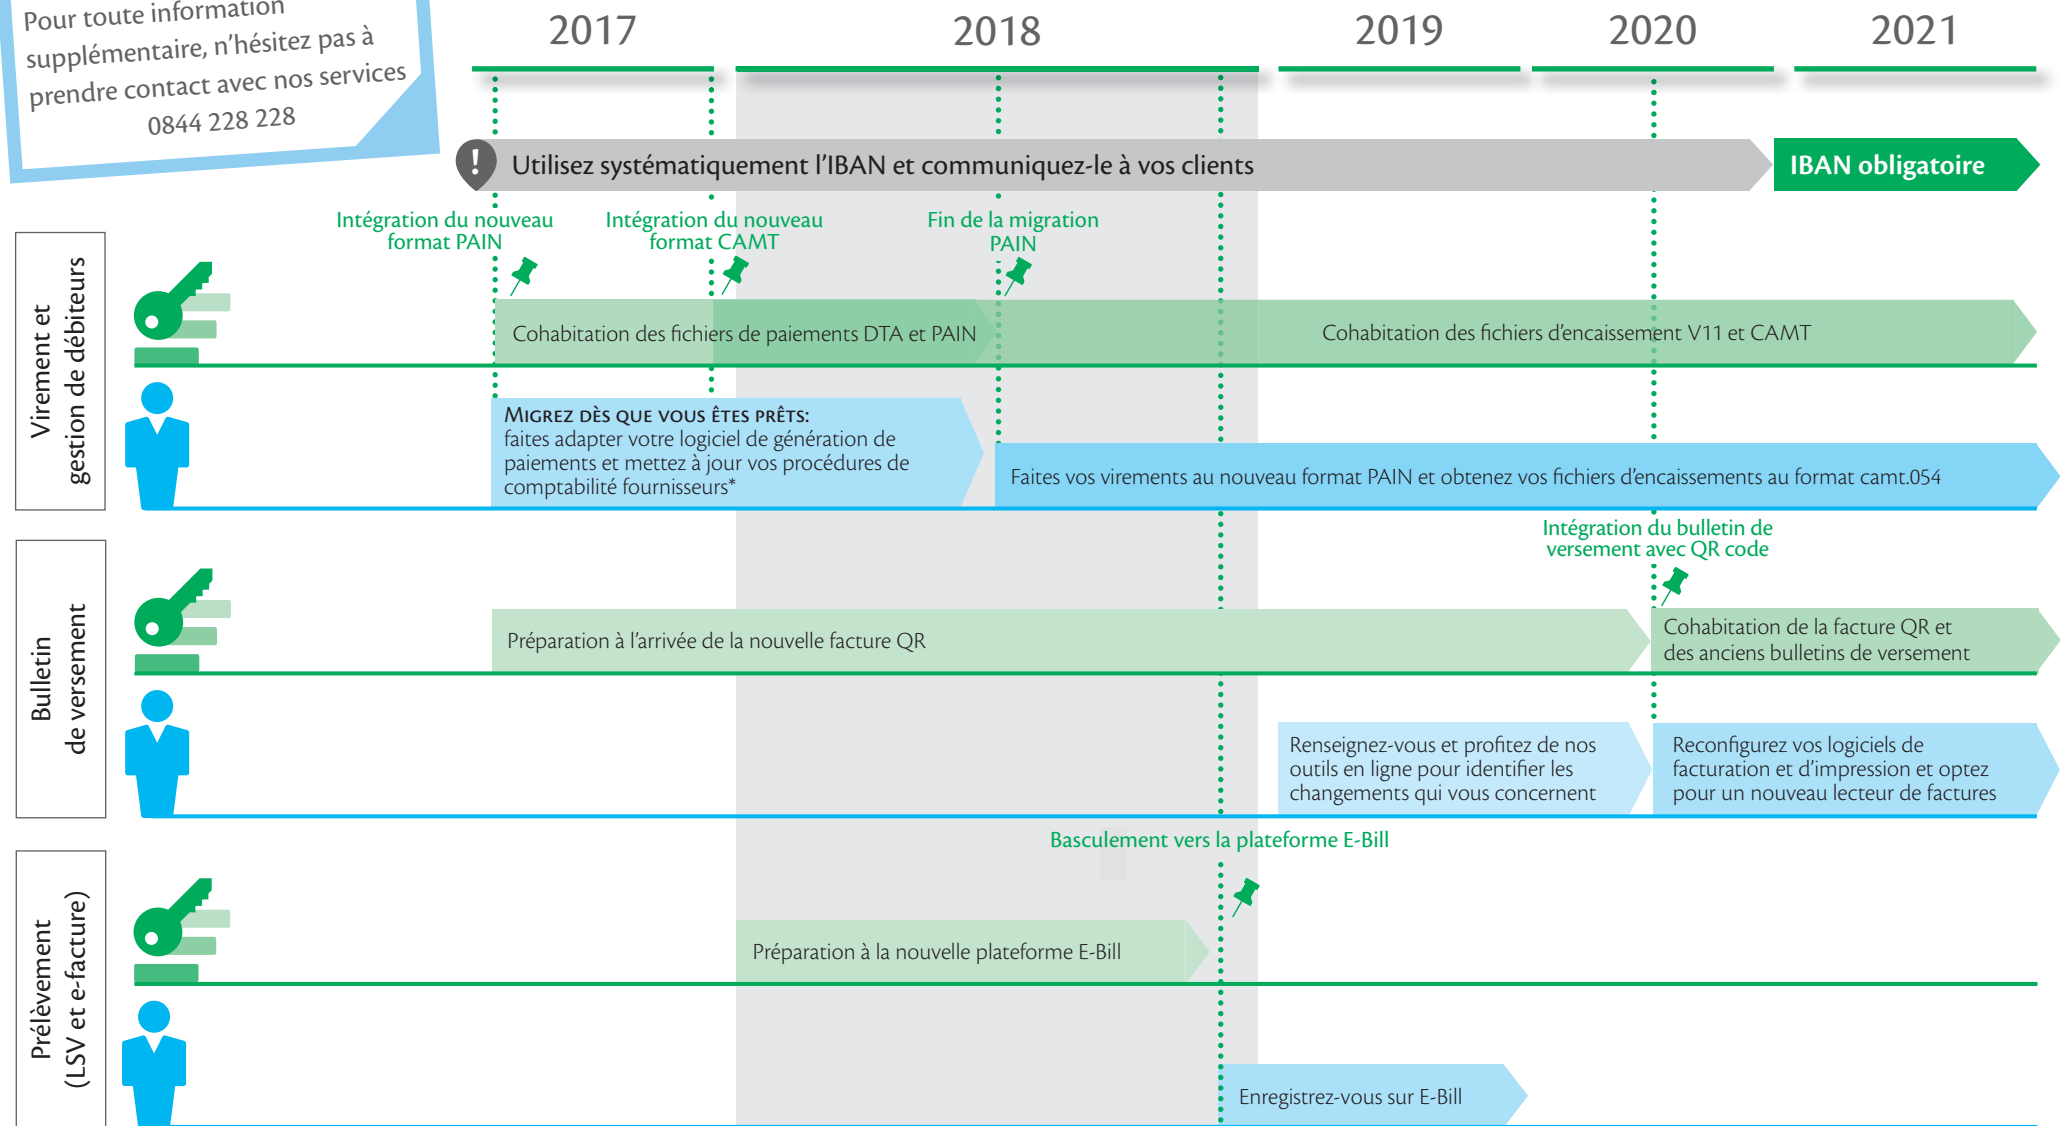 Pour toute information
supplémentaire, n’hésitez pas à
prendre contact avec nos services
0844 228 228
2017
2018
2019
2020
2021
! Utilisez systématiquement l’IBAN et communiquez-le à vos clients
IBAN obligatoire
Intégration du nouveau
format PAIN
Intégration du nouveau
format CAMT
Fin de la migration
PAIN
Virement et
gestion de débiteurs
Cohabitation des fichiers de paiements DTA et PAIN
Cohabitation des fichiers d’encaissement V11 et CAMT
MIGREZ DÈS QUE VOUS ÊTES PRÊTS:
faites adapter votre logiciel de génération de
paiements et mettez à jour vos procédures de
comptabilité fournisseurs*
Faites vos virements au nouveau format PAIN et obtenez vos fichiers d’encaissements au format camt.054
Intégration du bulletin de
versement avec QR code
Bulletin
de versement
Préparation à l’arrivée de la nouvelle facture QR
Cohabitation de la facture QR et
des anciens bulletins de versement
Renseignez-vous et profitez de nos
outils en ligne pour identifier les
changements qui vous concernent
Reconfigurez vos logiciels de
facturation et d’impression et optez
pour un nouveau lecteur de factures
Basculement vers la plateforme E-Bill
Prélèvement
(LSV et e-facture)
Préparation à la nouvelle plateforme E-Bill
Enregistrez-vous sur E-Bill